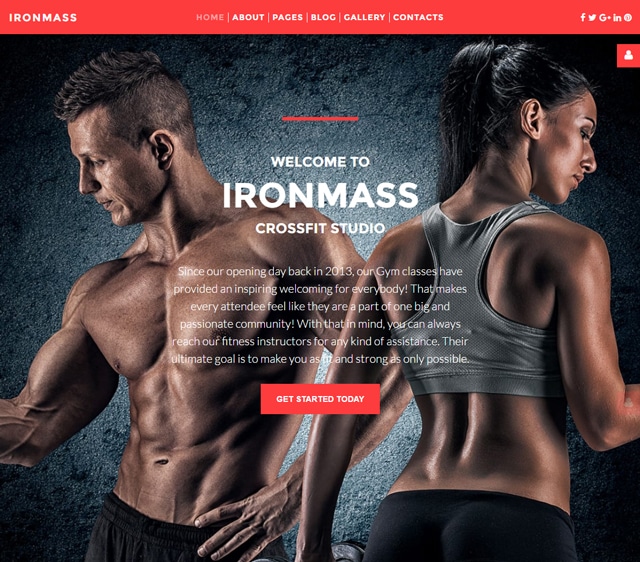 IRONMASS
HOME | ABOUT | PAGES | BLOG | GALLERY | CONTACTS
WELCOME TO
IRONMASS
CROSSFIT STUDIO
Since our opening day back in 2013, our Gym classes have
provided an inspiring welcoming for everybody! That makes
every attendee feel like they are a part of one big and
passionate community! With that in mind, you can always
reach our fitness instructors for any kind of assistance. Their
ultimate goal is to make you as fit and strong as only possible.
GET STARTED TODAY